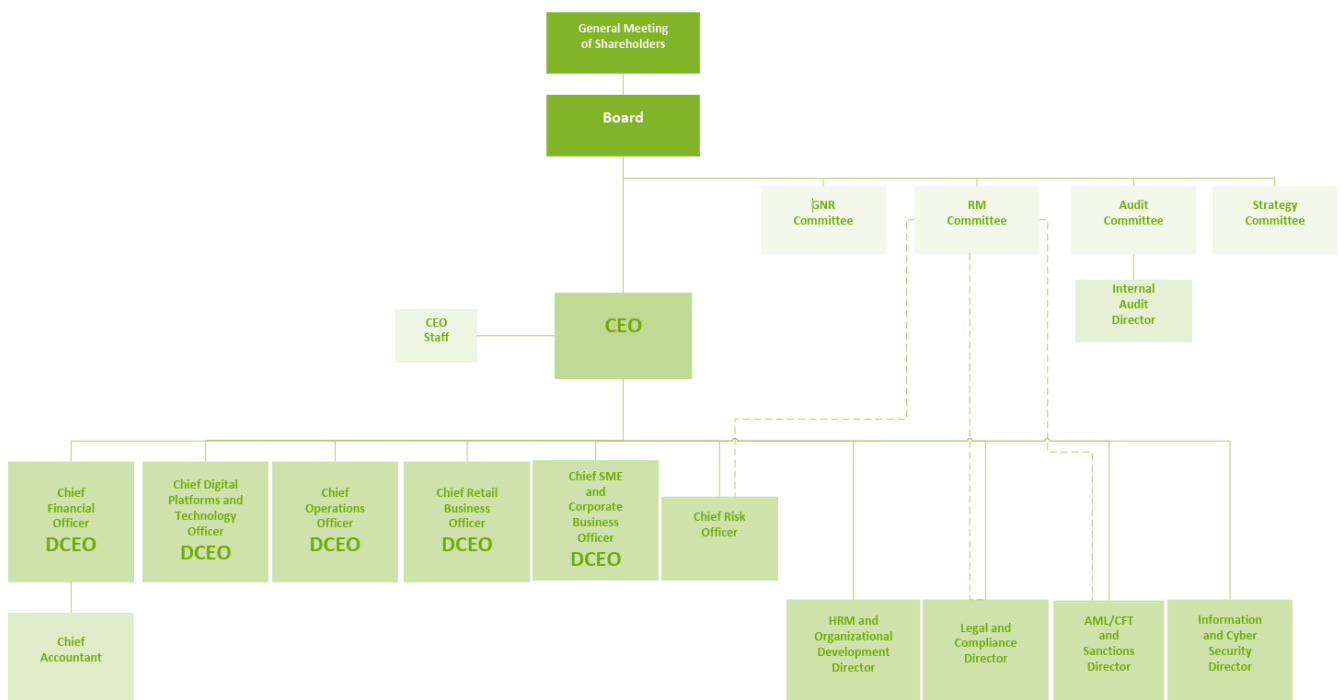 General Meeting
of Shareholders
Board
GNR
Committee
RM
Committee
Audit
Committee
Strategy
Committee
Internal
Audit
Director
CEO
Staff
CEO
Chief
Financial
Officer
DCEO
Chief Digital
Platforms and
Technology
Officer
DCEO
Chief
Operations
Officer
DCEO
Chief Retail
Business
Officer
DCEO
Chief SME
and
Corporate
Business
Officer
DCEO
Chief Risk
Officer
Chief
Accountant
HRM and
Organizational
Development
Director
Legal and
Compliance
Director
AML/CFT
and
Sanctions
Director
Information
and Cyber
Security
Director